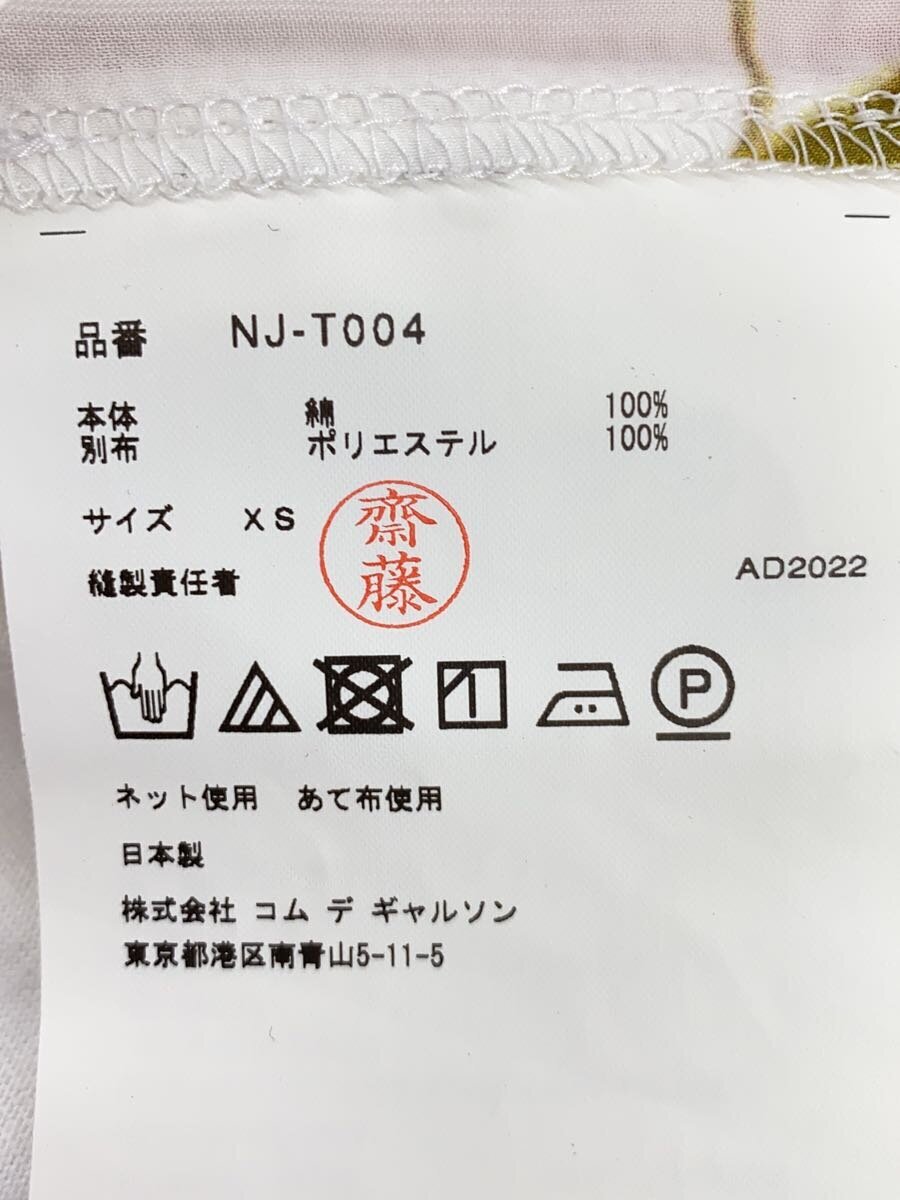 品番 NJ-T004
本体 綿 100%
別布 ポリエステル 100%
サイズ XS
齋藤
縫製責任者
AD2022
P
ネット使用 あて布使用
日本製
株式会社 コム デ ギャルソン
東京都港区南青山5-11-5